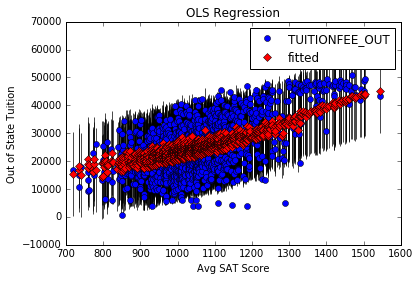 OLS Regression
70000
60000
50000
40000
30000
20000
10000
0
−10000
Out of State Tuition
TUITIONFEE_OUT
fitted
700 800 900 1000 1100 1200 1300 1400 1500 1600
Avg SAT Score